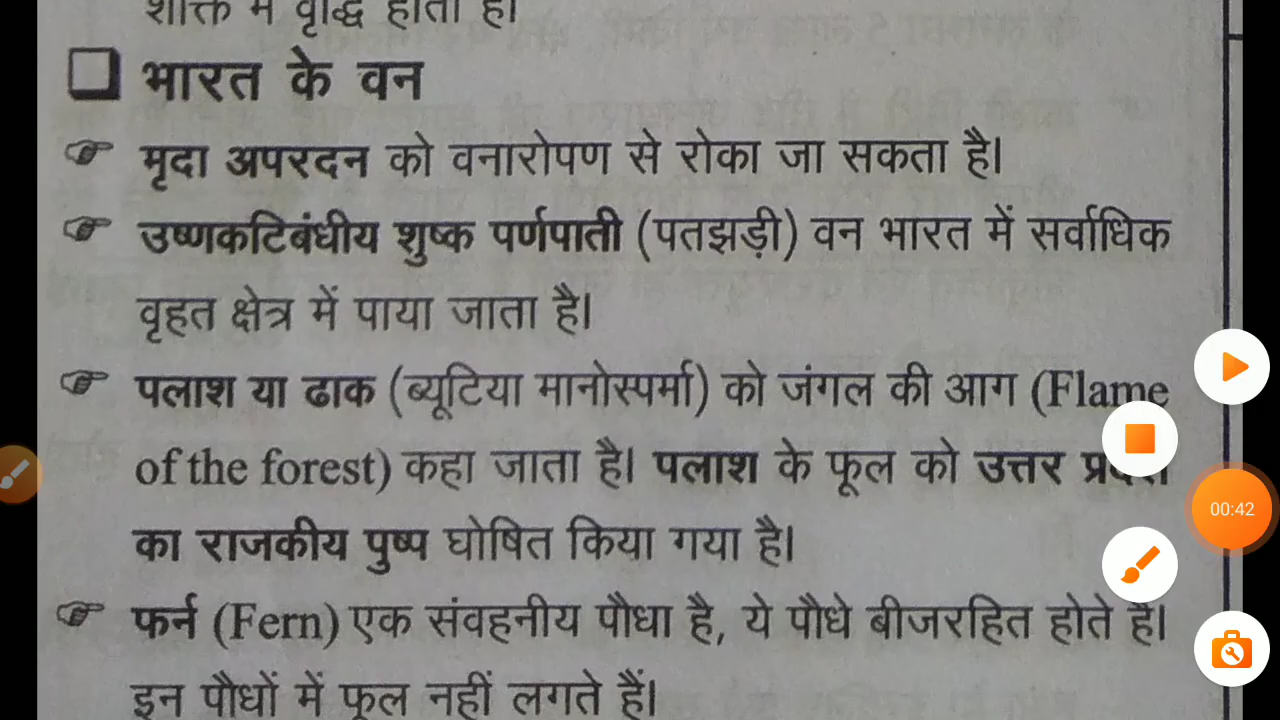 शक्ति में वृद्धि होती है।
भारत के वन
मृदा अपरदन को वनारोपण से रोका जा सकता है।
उष्णकटिबंधीय शुष्क पर्णपाती (पतझड़ी) वन भारत में सर्वाधिक
वृहत क्षेत्र में पाया जाता है।
पलाश या ढाक (ब्यूटिया मानोस्पर्मा) को जंगल की आग (Flame
of the forest) कहा जाता है। पलाश के फूल को उत्तर प्रदेश
का राजकीय पुष्प घोषित किया गया है।
00:42
फर्न (Fern) एक संवहनीय पौधा है, ये पौधे बीजरहित होते हैं।
इन पौधों में फूल नहीं लगते हैं।